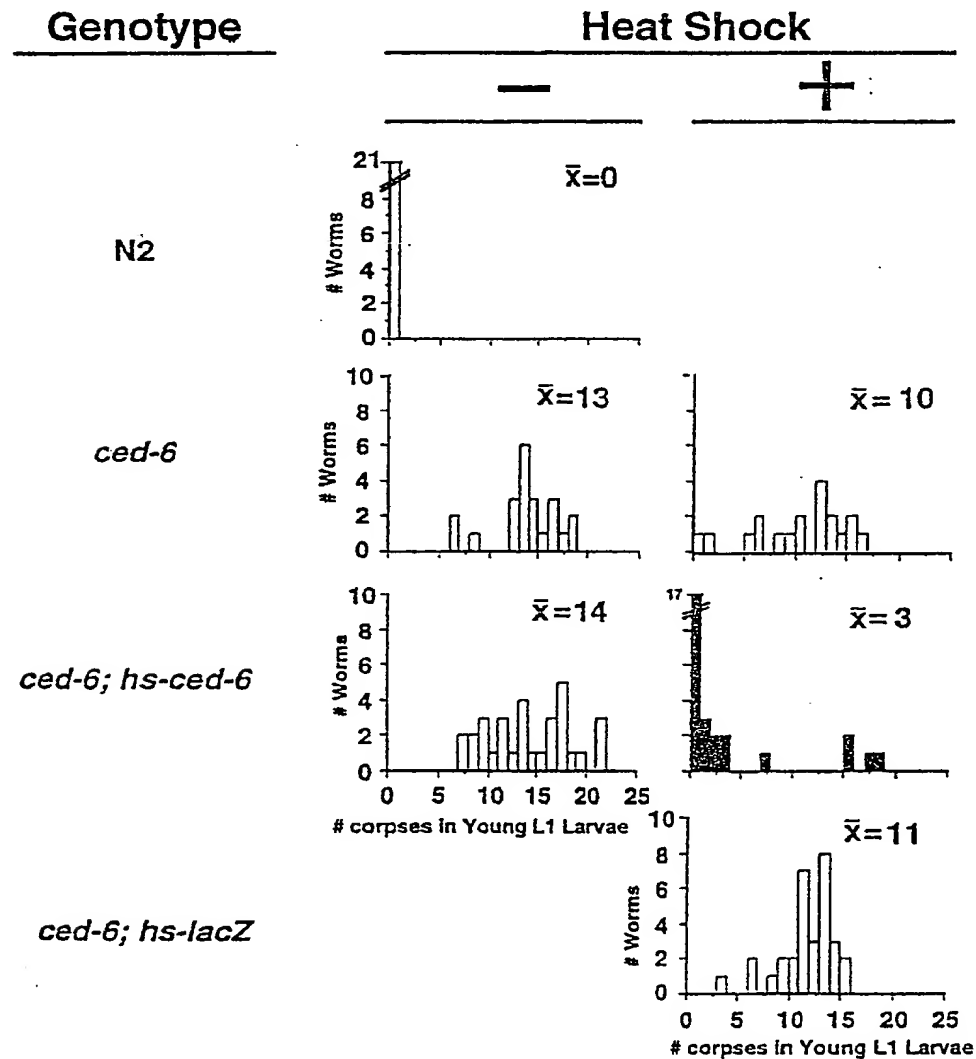 Genotype
Heat Shock
—
+
21
8
6
4
2
0
# Worms
x̄=0
N2
10
8
6
4
2
0
# Worms
x̄=13
x̄= 10
ced-6
10
8
6
4
2
0
# Worms
x̄=14
17
x̄= 3
ced-6; hs-ced-6
0 5 10 15 20 25
# corpses in Young L1 Larvae
10
8
6
4
2
0
# Worms
x̄=11
ced-6; hs-lacZ
0 5 10 15 20 25
# corpses in Young L1 Larvae